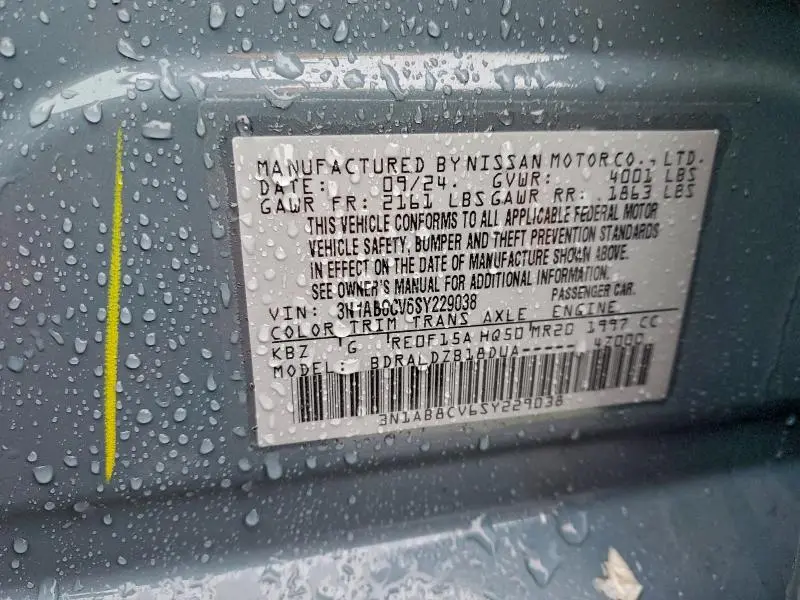 MANUFACTURED BY NISSAN MOTOR CO., LTD.
DATE: 09/24. GVWR: 4001 LBS
GAWR FR: 2161 LBS GAWR RR: 1863 LBS
THIS VEHICLE CONFORMS TO ALL APPLICABLE FEDERAL MOTOR
VEHICLE SAFETY, BUMPER AND THEFT PREVENTION STANDARDS
IN EFFECT ON THE DATE OF MANUFACTURE SHOWN ABOVE.
SEE OWNER'S MANUAL FOR ADDITIONAL INFORMATION.
VIN: 3N1AB8CV6SY229038 PASSENGER CAR.
COLOR TRIM TRANS AXLE ENGINE
KBZ G RE0F15A HQ50 MR20 1997 CC
MODEL: BDRALDZB18DUA----- 4Z000
3N1AB8CV6SY229038